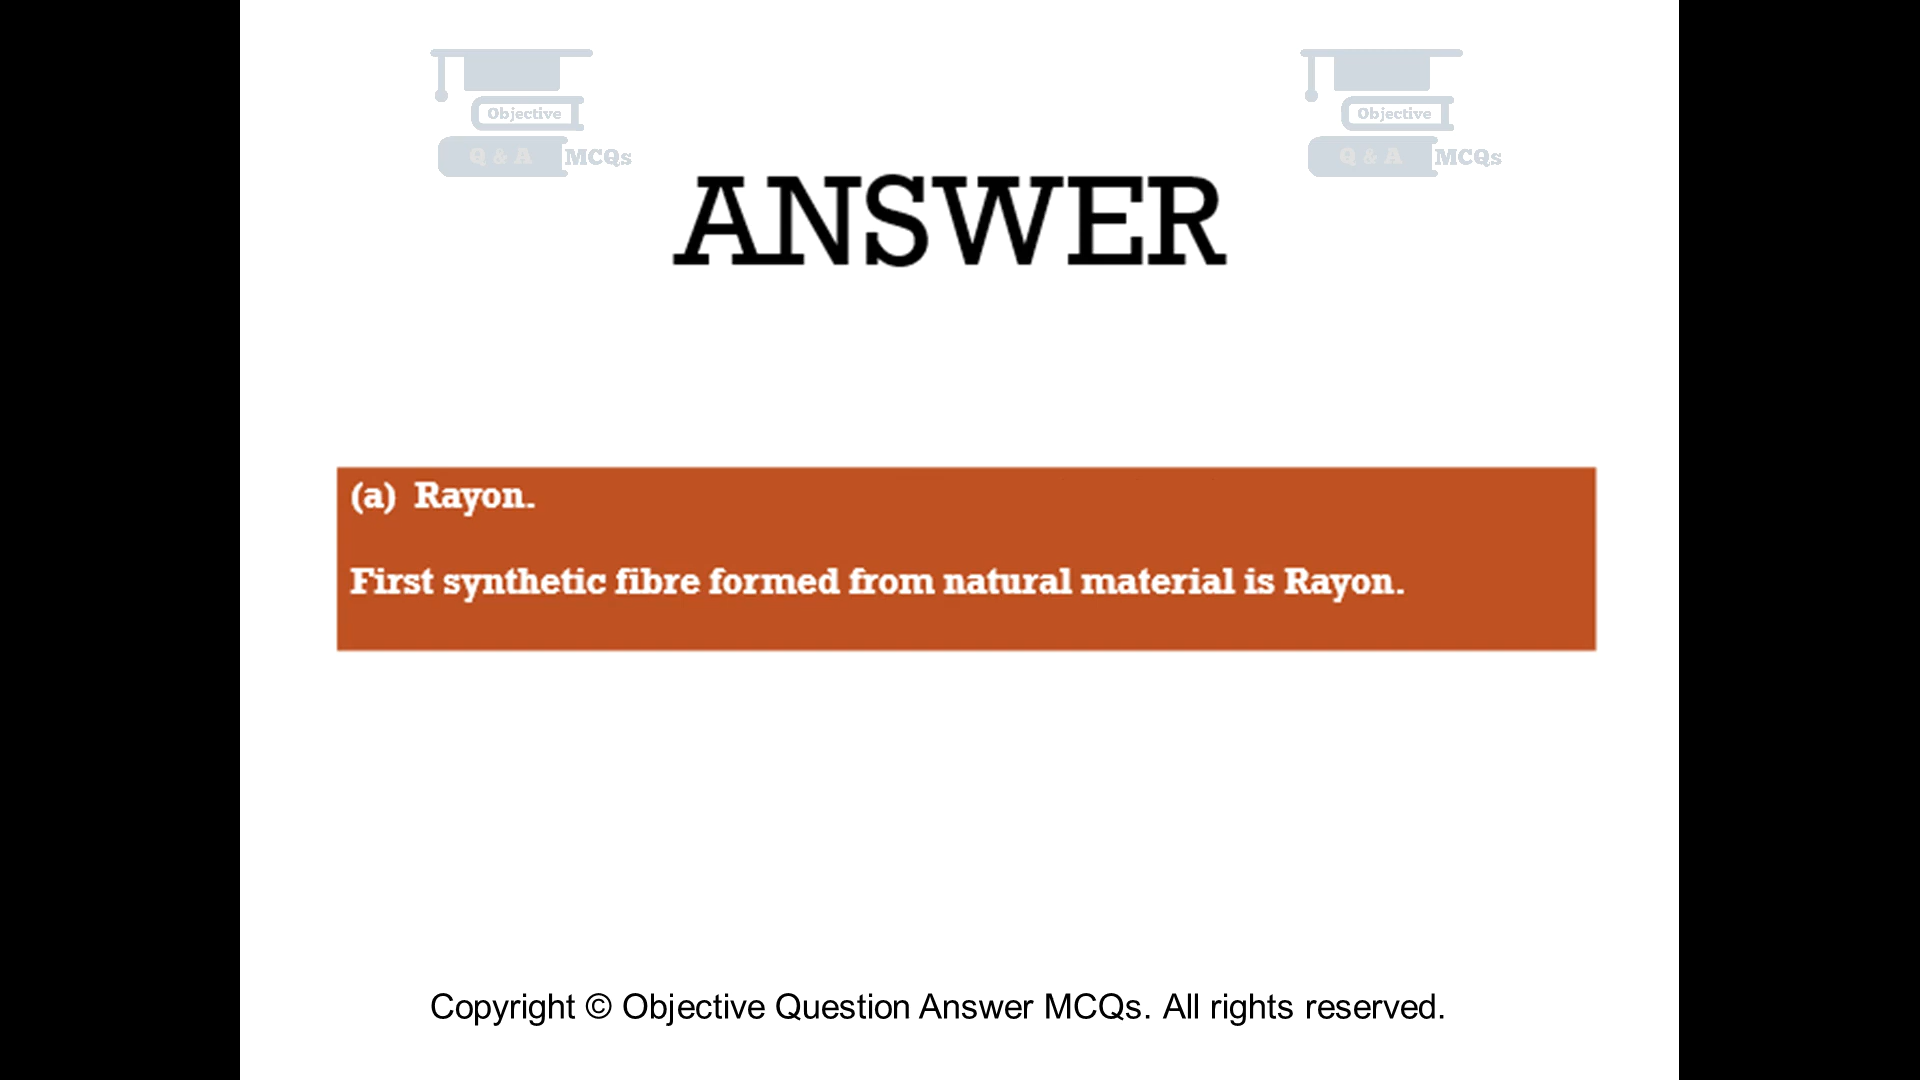 Objective
Q & A MCQs
Objective
Q & A MCQs
ANSWER
(a) Rayon.
First synthetic fibre formed from natural material is Rayon.
Copyright © Objective Question Answer MCQs. All rights reserved.